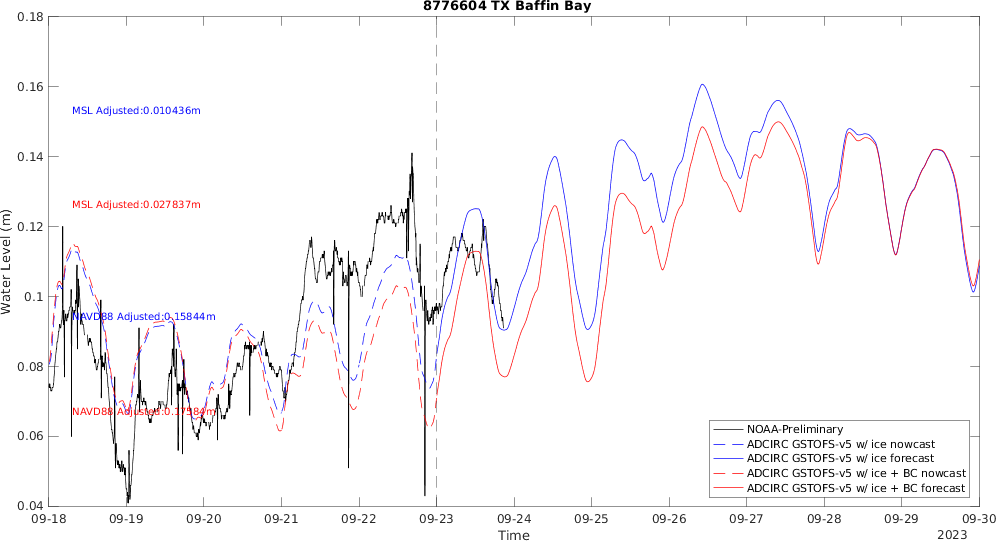 8776604 TX Baffin Bay
0.18
0.16
0.14
0.12
0.1
0.08
0.06
0.04
Water Level (m)
MSL Adjusted:0.010436m
MSL Adjusted:0.027837m
NAVD88 Adjusted:0.15844m
NAVD88 Adjusted:0.17584m
NOAA-Preliminary
ADCIRC GSTOFS-v5 w/ ice nowcast
ADCIRC GSTOFS-v5 w/ ice forecast
ADCIRC GSTOFS-v5 w/ ice + BC nowcast
ADCIRC GSTOFS-v5 w/ ice + BC forecast
09-18 09-19 09-20 09-21 09-22 09-23 09-24 09-25 09-26 09-27 09-28 09-29 09-30
Time
2023